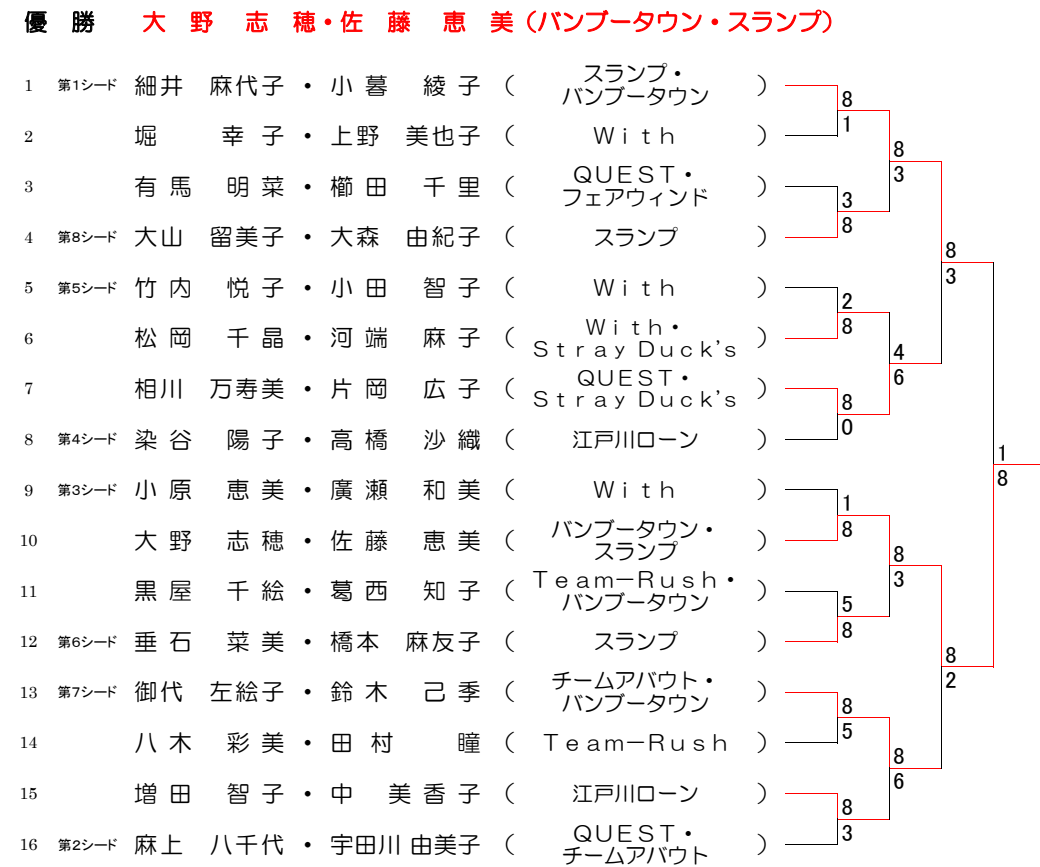 優 勝 大 野 志 穂・佐 藤 恵 美（バンブータウン・スランプ）
1 第1シード 細井 麻代子 ・ 小 暮 綾 子 （ スランプ・バンブータウン ）
8
2 堀 幸 子 ・ 上野 美也子 （ Ｗｉｔｈ ）
1
8
3 有 馬 明 菜 ・ 櫛 田 千 里 （ ＱＵＥＳＴ・フェアウィンド ）
3
3
4 第8シード 大山 留美子 ・ 大森 由紀子 （ スランプ ）
8
8
5 第5シード 竹 内 悦 子 ・ 小 田 智 子 （ Ｗｉｔｈ ）
3
2
6 松 岡 千 晶 ・ 河 端 麻 子 （ Ｗｉｔｈ・Ｓｔｒａｙ Ｄｕｃｋ’ｓ ）
8
4
7 相川 万寿美 ・ 片 岡 広 子 （ ＱＵＥＳＴ・Ｓｔｒａｙ Ｄｕｃｋ’ｓ ）
6
8
8 第4シード 染 谷 陽 子 ・ 高 橋 沙 織 （ 江戸川ローン ）
0
1
9 第3シード 小 原 恵 美 ・ 廣 瀬 和 美 （ Ｗｉｔｈ ）
8
1
10 大 野 志 穂 ・ 佐 藤 恵 美 （ バンブータウン・スランプ ）
8
8
11 黒 屋 千 絵 ・ 葛 西 知 子 （ Ｔｅａｍ－Ｒｕｓｈ・バンブータウン ）
3
5
12 第6シード 垂 石 菜 美 ・ 橋本 麻友子 （ スランプ ）
8
8
13 第7シード 御代 左絵子 ・ 鈴 木 己 季 （ チームアバウト・バンブータウン ）
2
8
14 八 木 彩 美 ・ 田 村 瞳 （ Ｔｅａｍ－Ｒｕｓｈ ）
5
8
15 増 田 智 子 ・ 中 美 香 子 （ 江戸川ローン ）
6
8
16 第2シード 麻上 八千代 ・ 宇田川 由美子 （ ＱＵＥＳＴ・チームアバウト ）
3